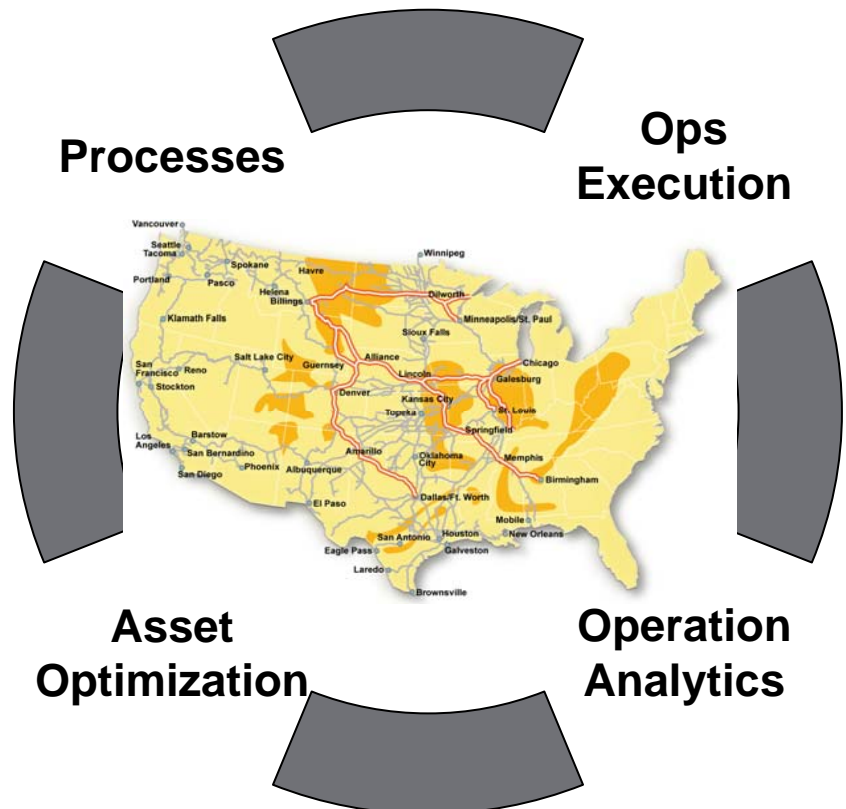 Processes
Ops
Execution
Vancouver
Seattle
Tacoma
Spokane
Portland
Pasco
Havre
Helena
Billings
Winnipeg
Dilworth
Minneapolis/St. Paul
Klamath Falls
Sioux Falls
San
Francisco
Reno
Stockton
Salt Lake City
Guernsey
Alliance
Lincoln
Chicago
Galesburg
Denver
Kansas City
Topeka
St. Louis
Springfield
Los
Angeles
Barstow
San Bernardino
San Diego
Phoenix
Albuquerque
Amarillo
Oklahoma
City
Memphis
Birmingham
El Paso
Dallas/Ft. Worth
Mobile
New Orleans
San Antonio
Houston
Galveston
Eagle Pass
Laredo
Brownsville
Asset
Optimization
Operation
Analytics